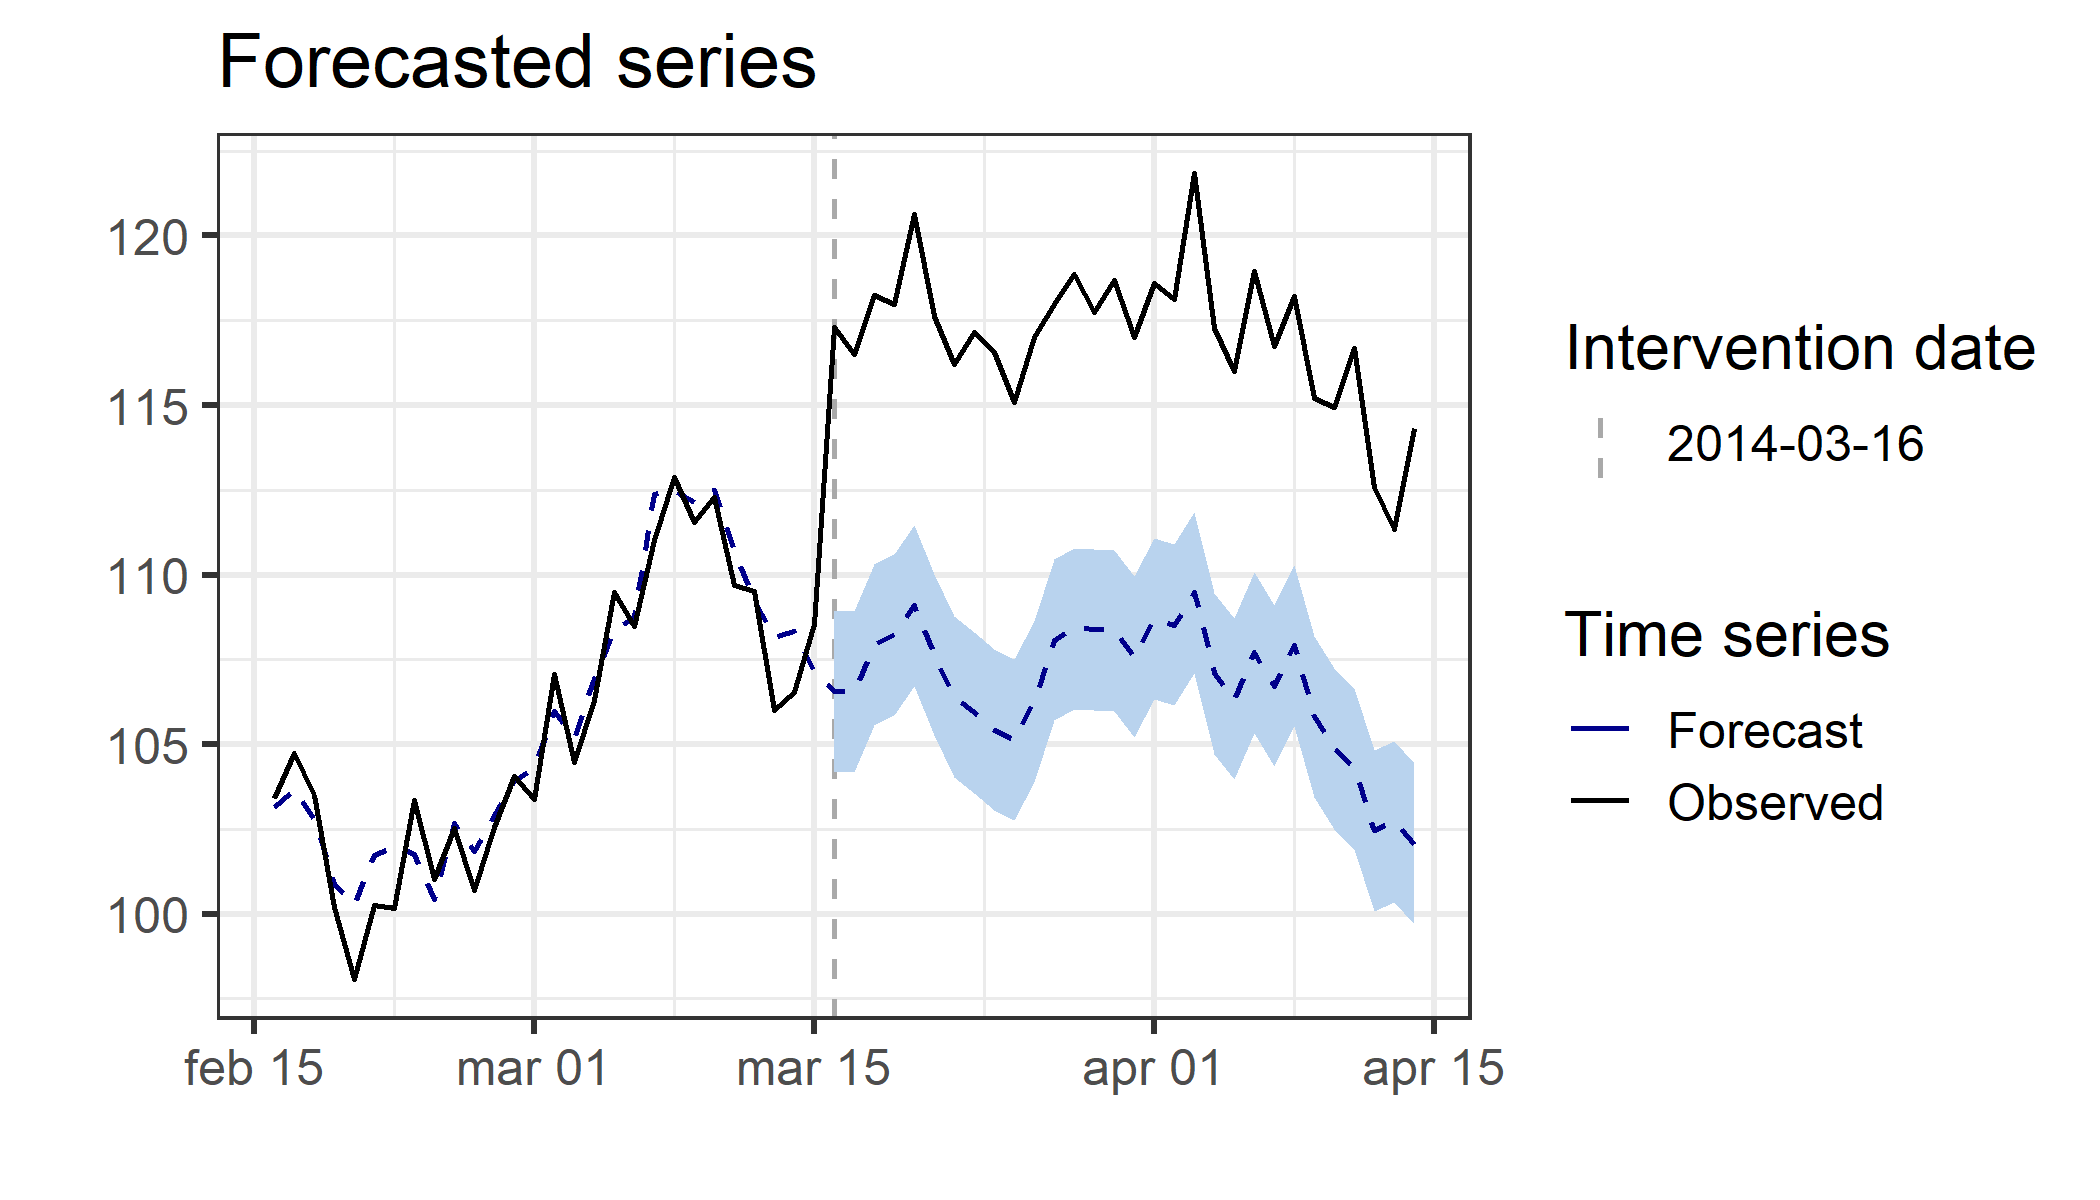 Forecasted series
120
115
110
105
100
feb 15
mar 01
mar 15
apr 01
apr 15
Intervention date
2014-03-16
Time series
Forecast
Observed